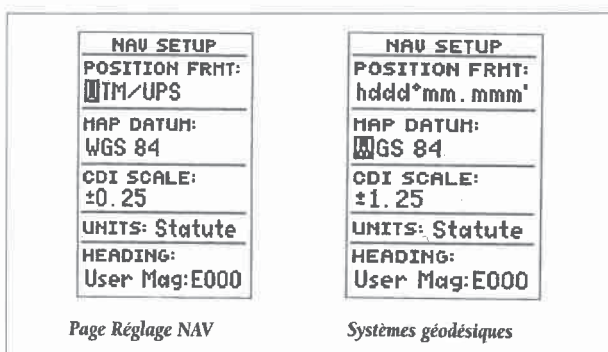 NAV SETUP
POSITION FRMT:
UTM/UPS
MAP DATUM:
WGS 84
CDI SCALE:
±0.25
UNITS: Statute
HEADING:
User Mag:E000
Page Réglage NAV
NAV SETUP
POSITION FRMT:
hddd°mm.mmm'
MAP DATUM:
WGS 84
CDI SCALE:
±1.25
UNITS: Statute
HEADING:
User Mag:E000
Systèmes géodésiques